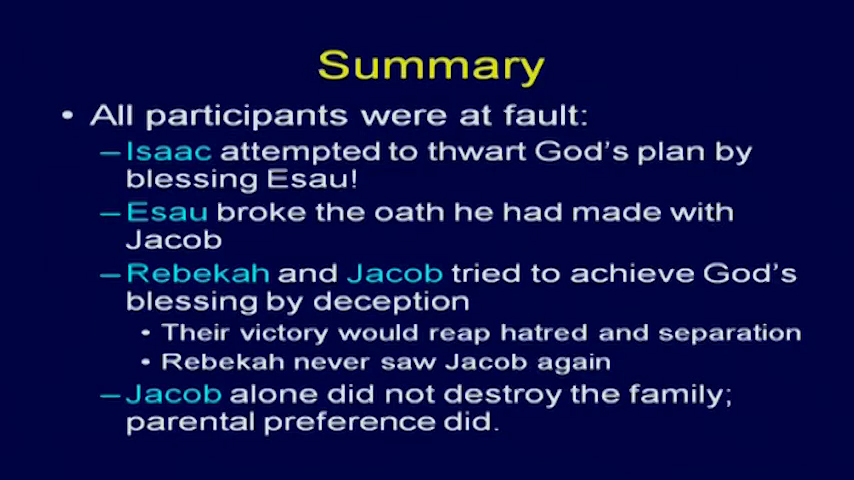 Summary
• All participants were at fault:
–Isaac attempted to thwart God's plan by
blessing Esau!
–Esau broke the oath he had made with
Jacob
–Rebekah and Jacob tried to achieve God's
blessing by deception
• Their victory would reap hatred and separation
• Rebekah never saw Jacob again
–Jacob alone did not destroy the family;
parental preference did.